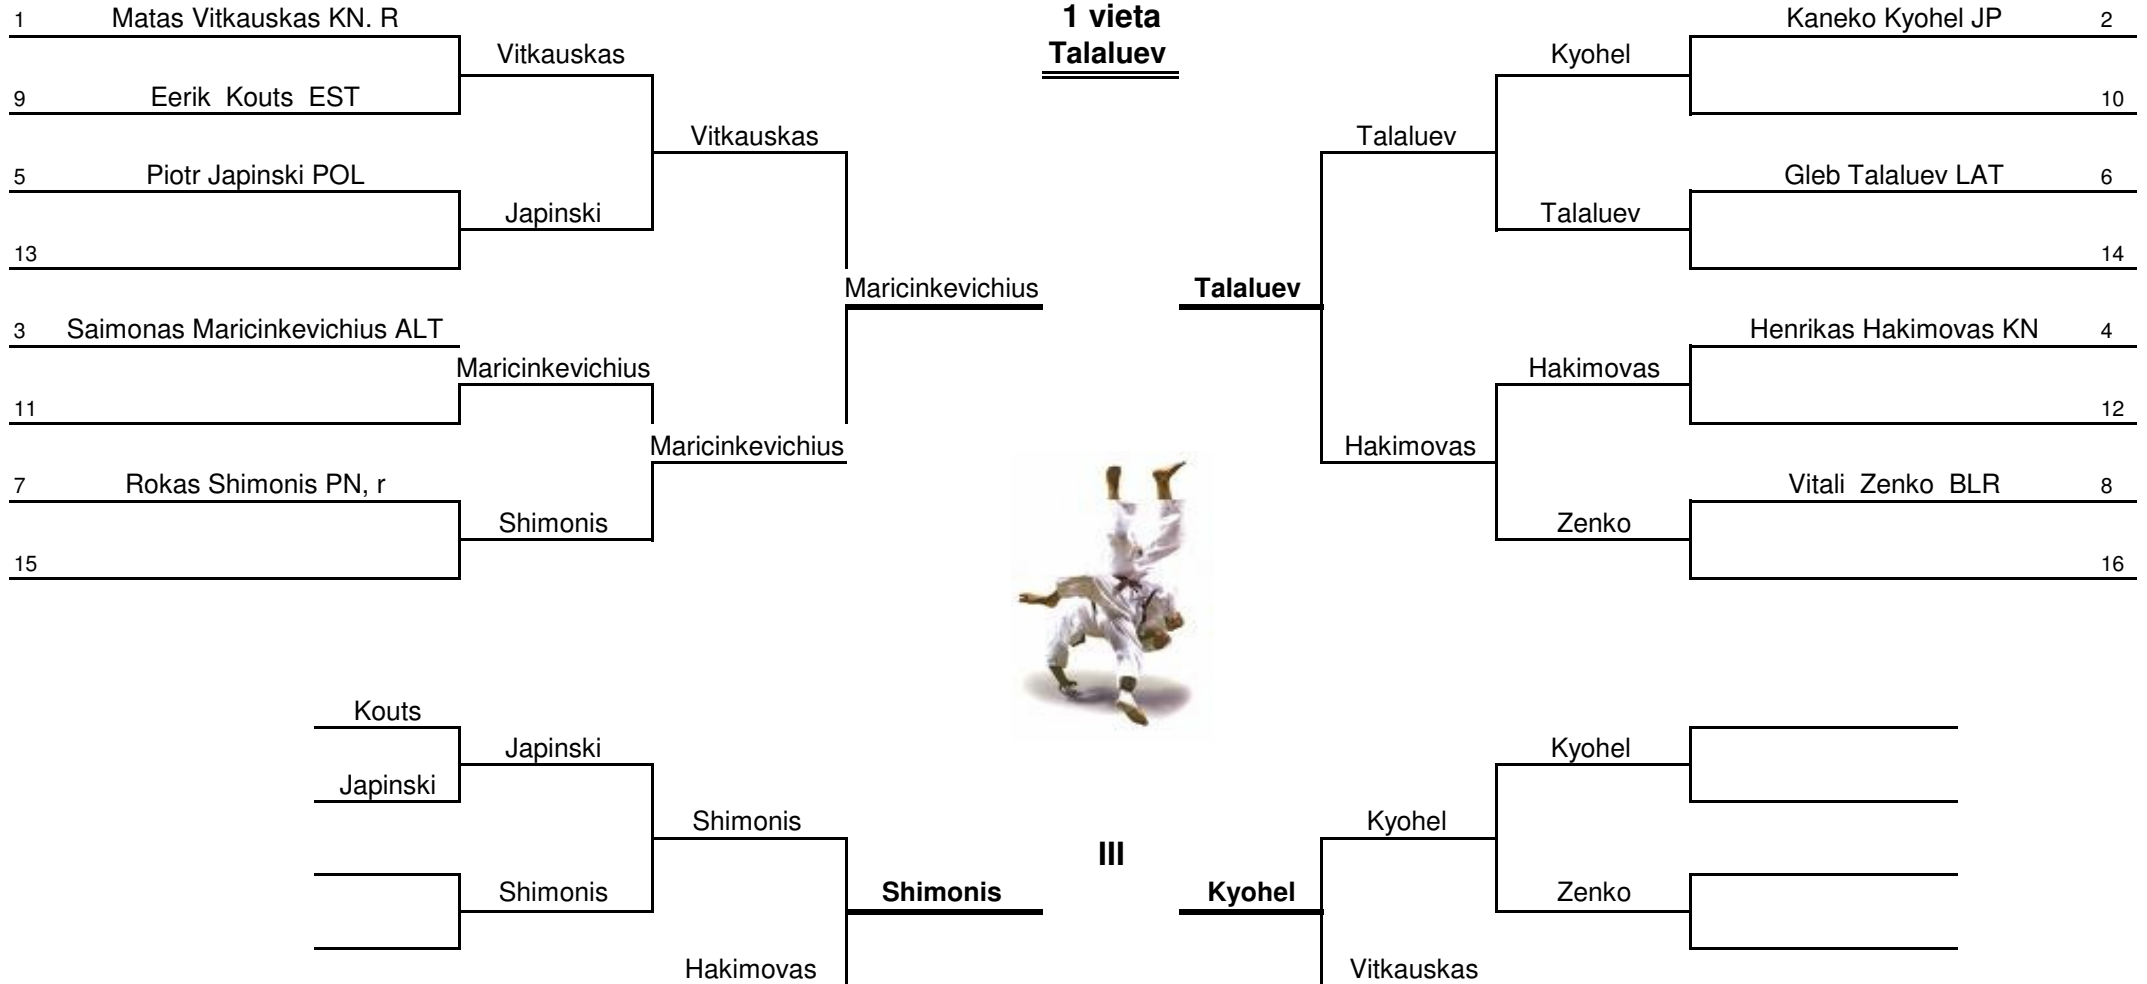 1 Matas Vitkauskas KN. R
1 vieta
Kaneko Kyohel JP 2
Vitkauskas
Talaluev
Kyohel
9 Eerik Kouts EST
10
Vitkauskas
Talaluev
5 Piotr Japinski POL
Gleb Talaluev LAT 6
Japinski
Talaluev
13
14
Maricinkevichius
Talaluev
3 Saimonas Maricinkevichius ALT
Henrikas Hakimovas KN 4
Maricinkevichius
Hakimovas
11
12
Maricinkevichius
Hakimovas
7 Rokas Shimonis PN, r
Vitali Zenko BLR 8
Shimonis
Zenko
15
16
Kouts
Japinski
Kyohel
Japinski
Shimonis
Kyohel
III
Shimonis
Shimonis
Kyohel
Zenko
Hakimovas
Vitkauskas